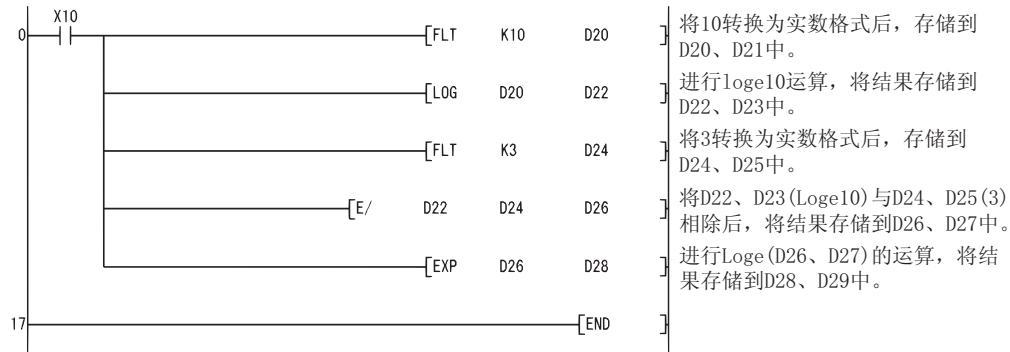 X10
0 [FLT K10 D20 ] 将10转换为实数格式后，存储到
D20、D21中。
[LOG D20 D22 ] 进行loge10运算，将结果存储到
D22、D23中。
[FLT K3 D24 ] 将3转换为实数格式后，存储到
D24、D25中。
[E/ D22 D24 D26 ] 将D22、D23(Loge10)与D24、D25(3)
相除后，将结果存储到D26、D27中。
[EXP D26 D28 ] 进行Loge(D26、D27)的运算，将结
果存储到D28、D29中。
17 [END ]